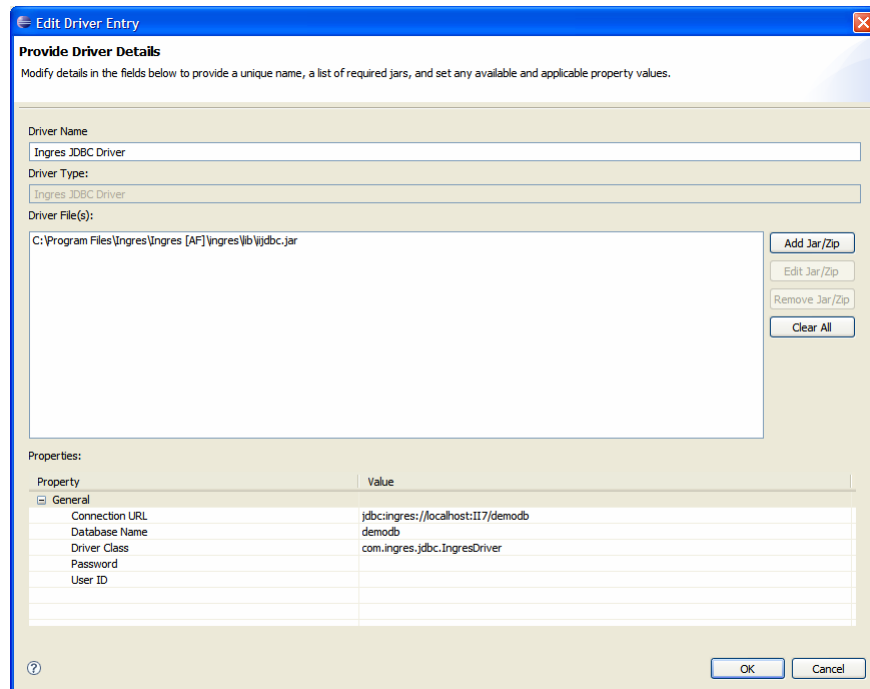 Edit Driver Entry
Provide Driver Details
Modify details in the fields below to provide a unique name, a list of required jars, and set any available and applicable property values.
Driver Name
Ingres JDBC Driver
Driver Type:
Ingres JDBC Driver
Driver File(s):
C:\Program Files\Ingres\Ingres [AF]\ingres\lib\iijdbc.jar
Add Jar/Zip
Edit Jar/Zip
Remove Jar/Zip
Clear All
Properties:
Property Value
General
Connection URL jdbc:ingres://localhost:II7/demodb
Database Name demodb
Driver Class com.ingres.jdbc.IngresDriver
Password
User ID
OK Cancel